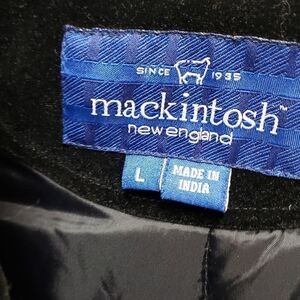 SINCE 1935
mackintosh™
new england
L
MADE IN
INDIA